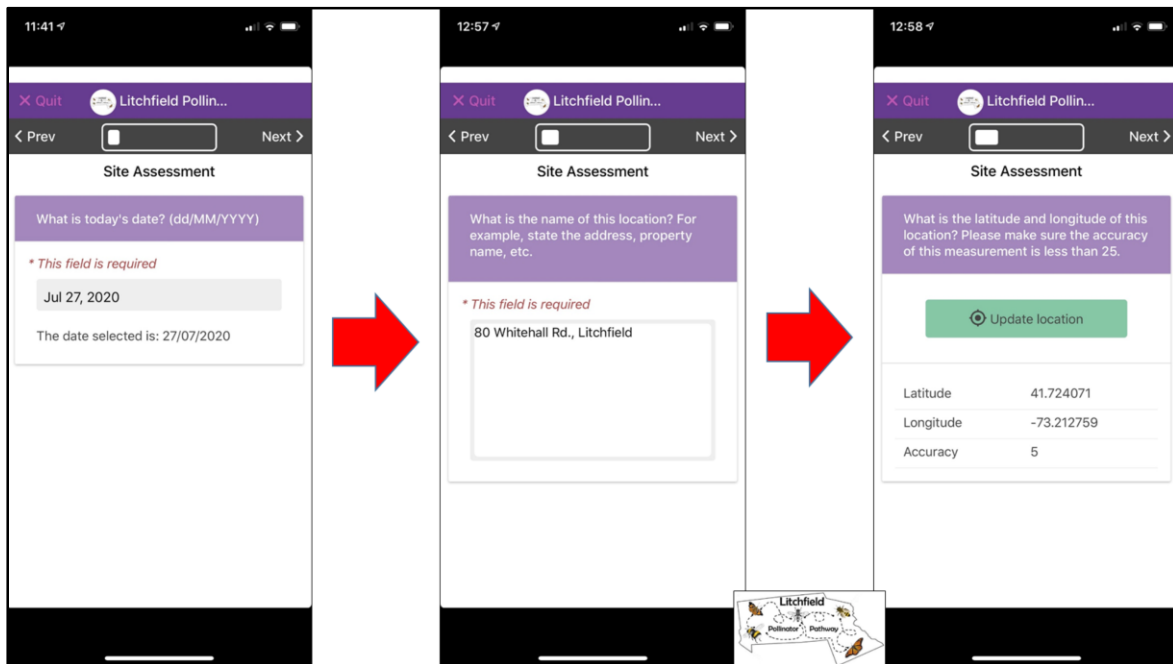 11:41
X Quit
Litchfield Pollin...
< Prev
Next >
Site Assessment
What is today's date? (dd/MM/YYYY)
* This field is required
Jul 27, 2020
The date selected is: 27/07/2020
12:57
X Quit
Litchfield Pollin...
< Prev
Next >
Site Assessment
What is the name of this location? For
example, state the address, property
name, etc.
* This field is required
80 Whitehall Rd., Litchfield
12:58
X Quit
Litchfield Pollin...
< Prev
Next >
Site Assessment
What is the latitude and longitude of this
location? Please make sure the accuracy
of this measurement is less than 25.
Update location
Latitude 41.724071
Longitude -73.212759
Accuracy 5
Litchfield
Pollinator Pathway